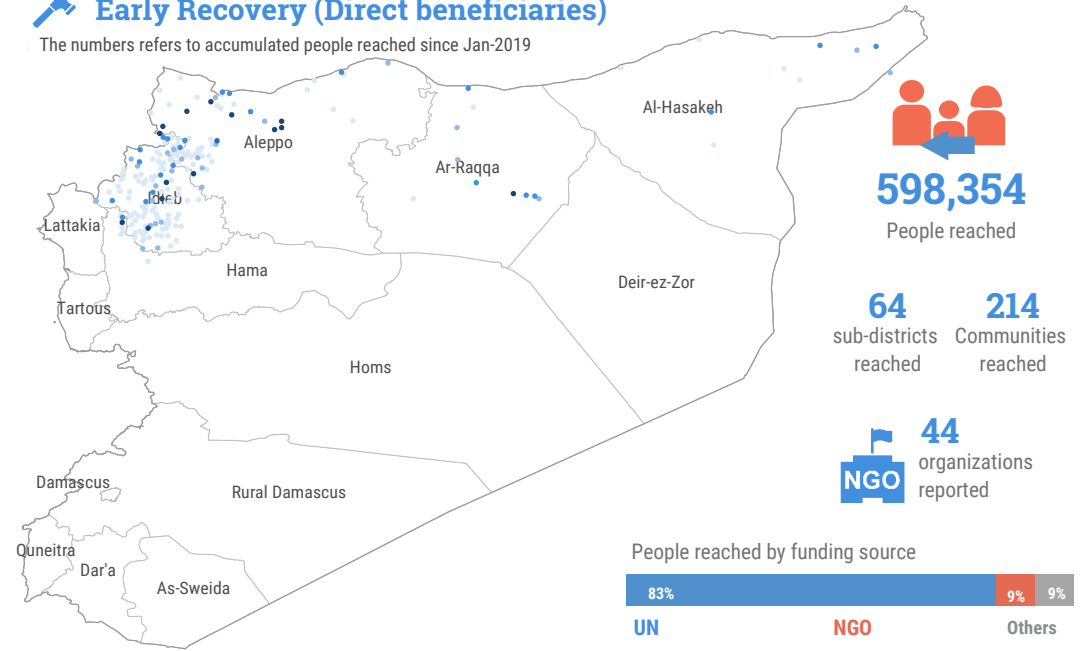 Early Recovery (Direct beneficiaries)
The numbers refers to accumulated people reached since Jan-2019
Al-Hasakeh
Aleppo
Ar-Raqqa
Idleb
Lattakia
Hama
Deir-ez-Zor
Tartous
Homs
Damascus
Rural Damascus
Quneitra
Dar'a
As-Sweida
598,354
People reached
64
sub-districts
reached
214
Communities
reached
NGO
44
organizations
reported
People reached by funding source
83%
9%
9%
UN
NGO
Others